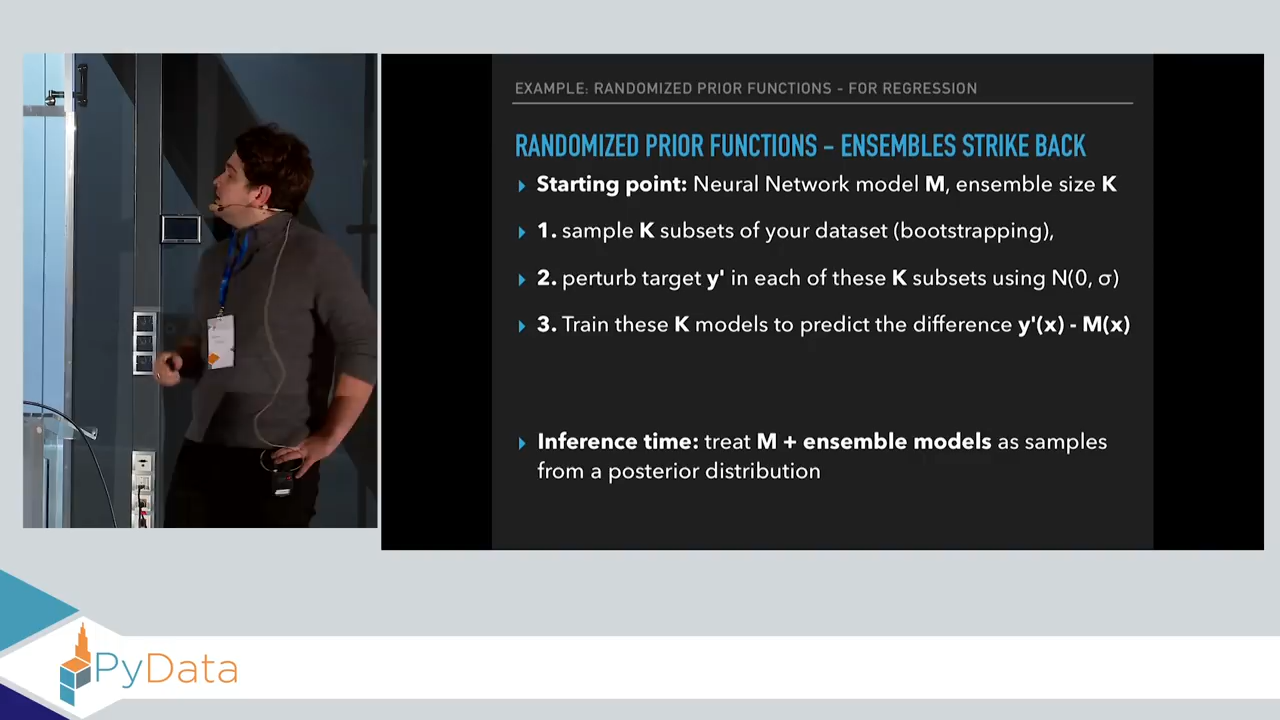 EXAMPLE: RANDOMIZED PRIOR FUNCTIONS - FOR REGRESSION
RANDOMIZED PRIOR FUNCTIONS - ENSEMBLES STRIKE BACK
Starting point: Neural Network model M, ensemble size K
1. sample K subsets of your dataset (bootstrapping),
2. perturb target y' in each of these K subsets using N(0, σ)
3. Train these K models to predict the difference y'(x) - M(x)
Inference time: treat M + ensemble models as samples
from a posterior distribution
PyData